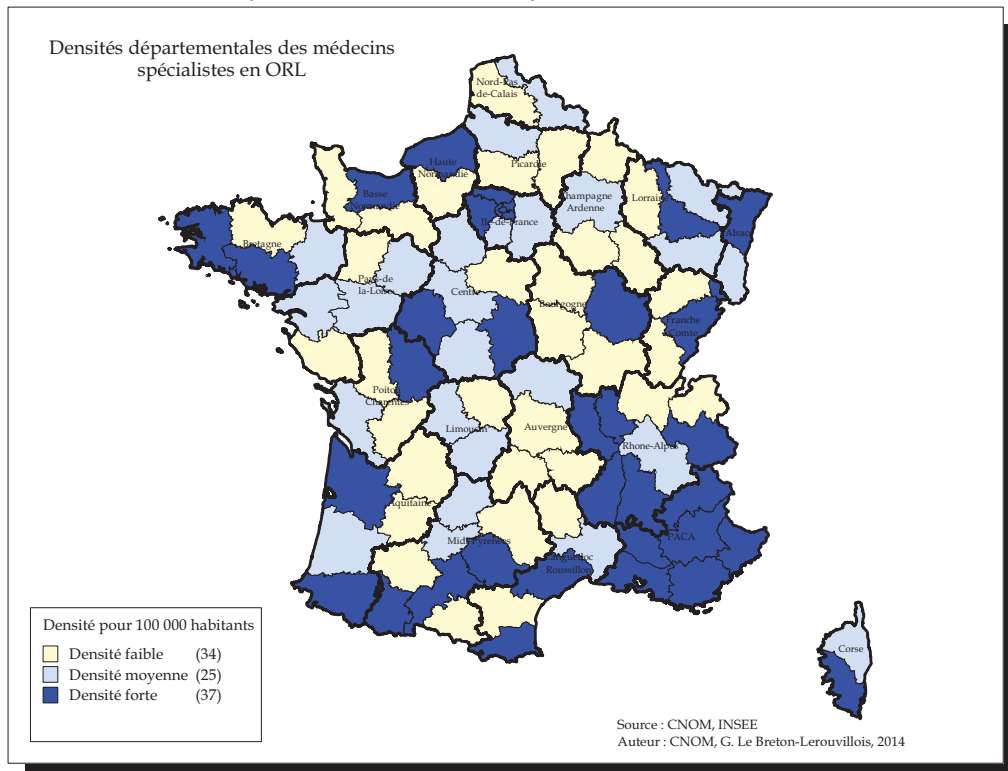 Densités départementales des médecins
spécialistes en ORL
Nord-Pas
de-Calais
Picardie
Haute
Normandie
Basse
Normandie
Champagne
Ardenne
Lorraine
Alsace
Ile-de-France
Bretagne
Pays-de
la-Loire
Centre
Bourgogne
Franche
Comte
Poitou
Charentes
Limousin
Auvergne
Rhone-Alpes
Aquitaine
Midi-Pyrénées
PACA
Languedoc
Roussillon
Corse
Densité pour 100 000 habitants
Densité faible (34)
Densité moyenne (25)
Densité forte (37)
Source : CNOM, INSEE
Auteur : CNOM, G. Le Breton-Lerouvillois, 2014